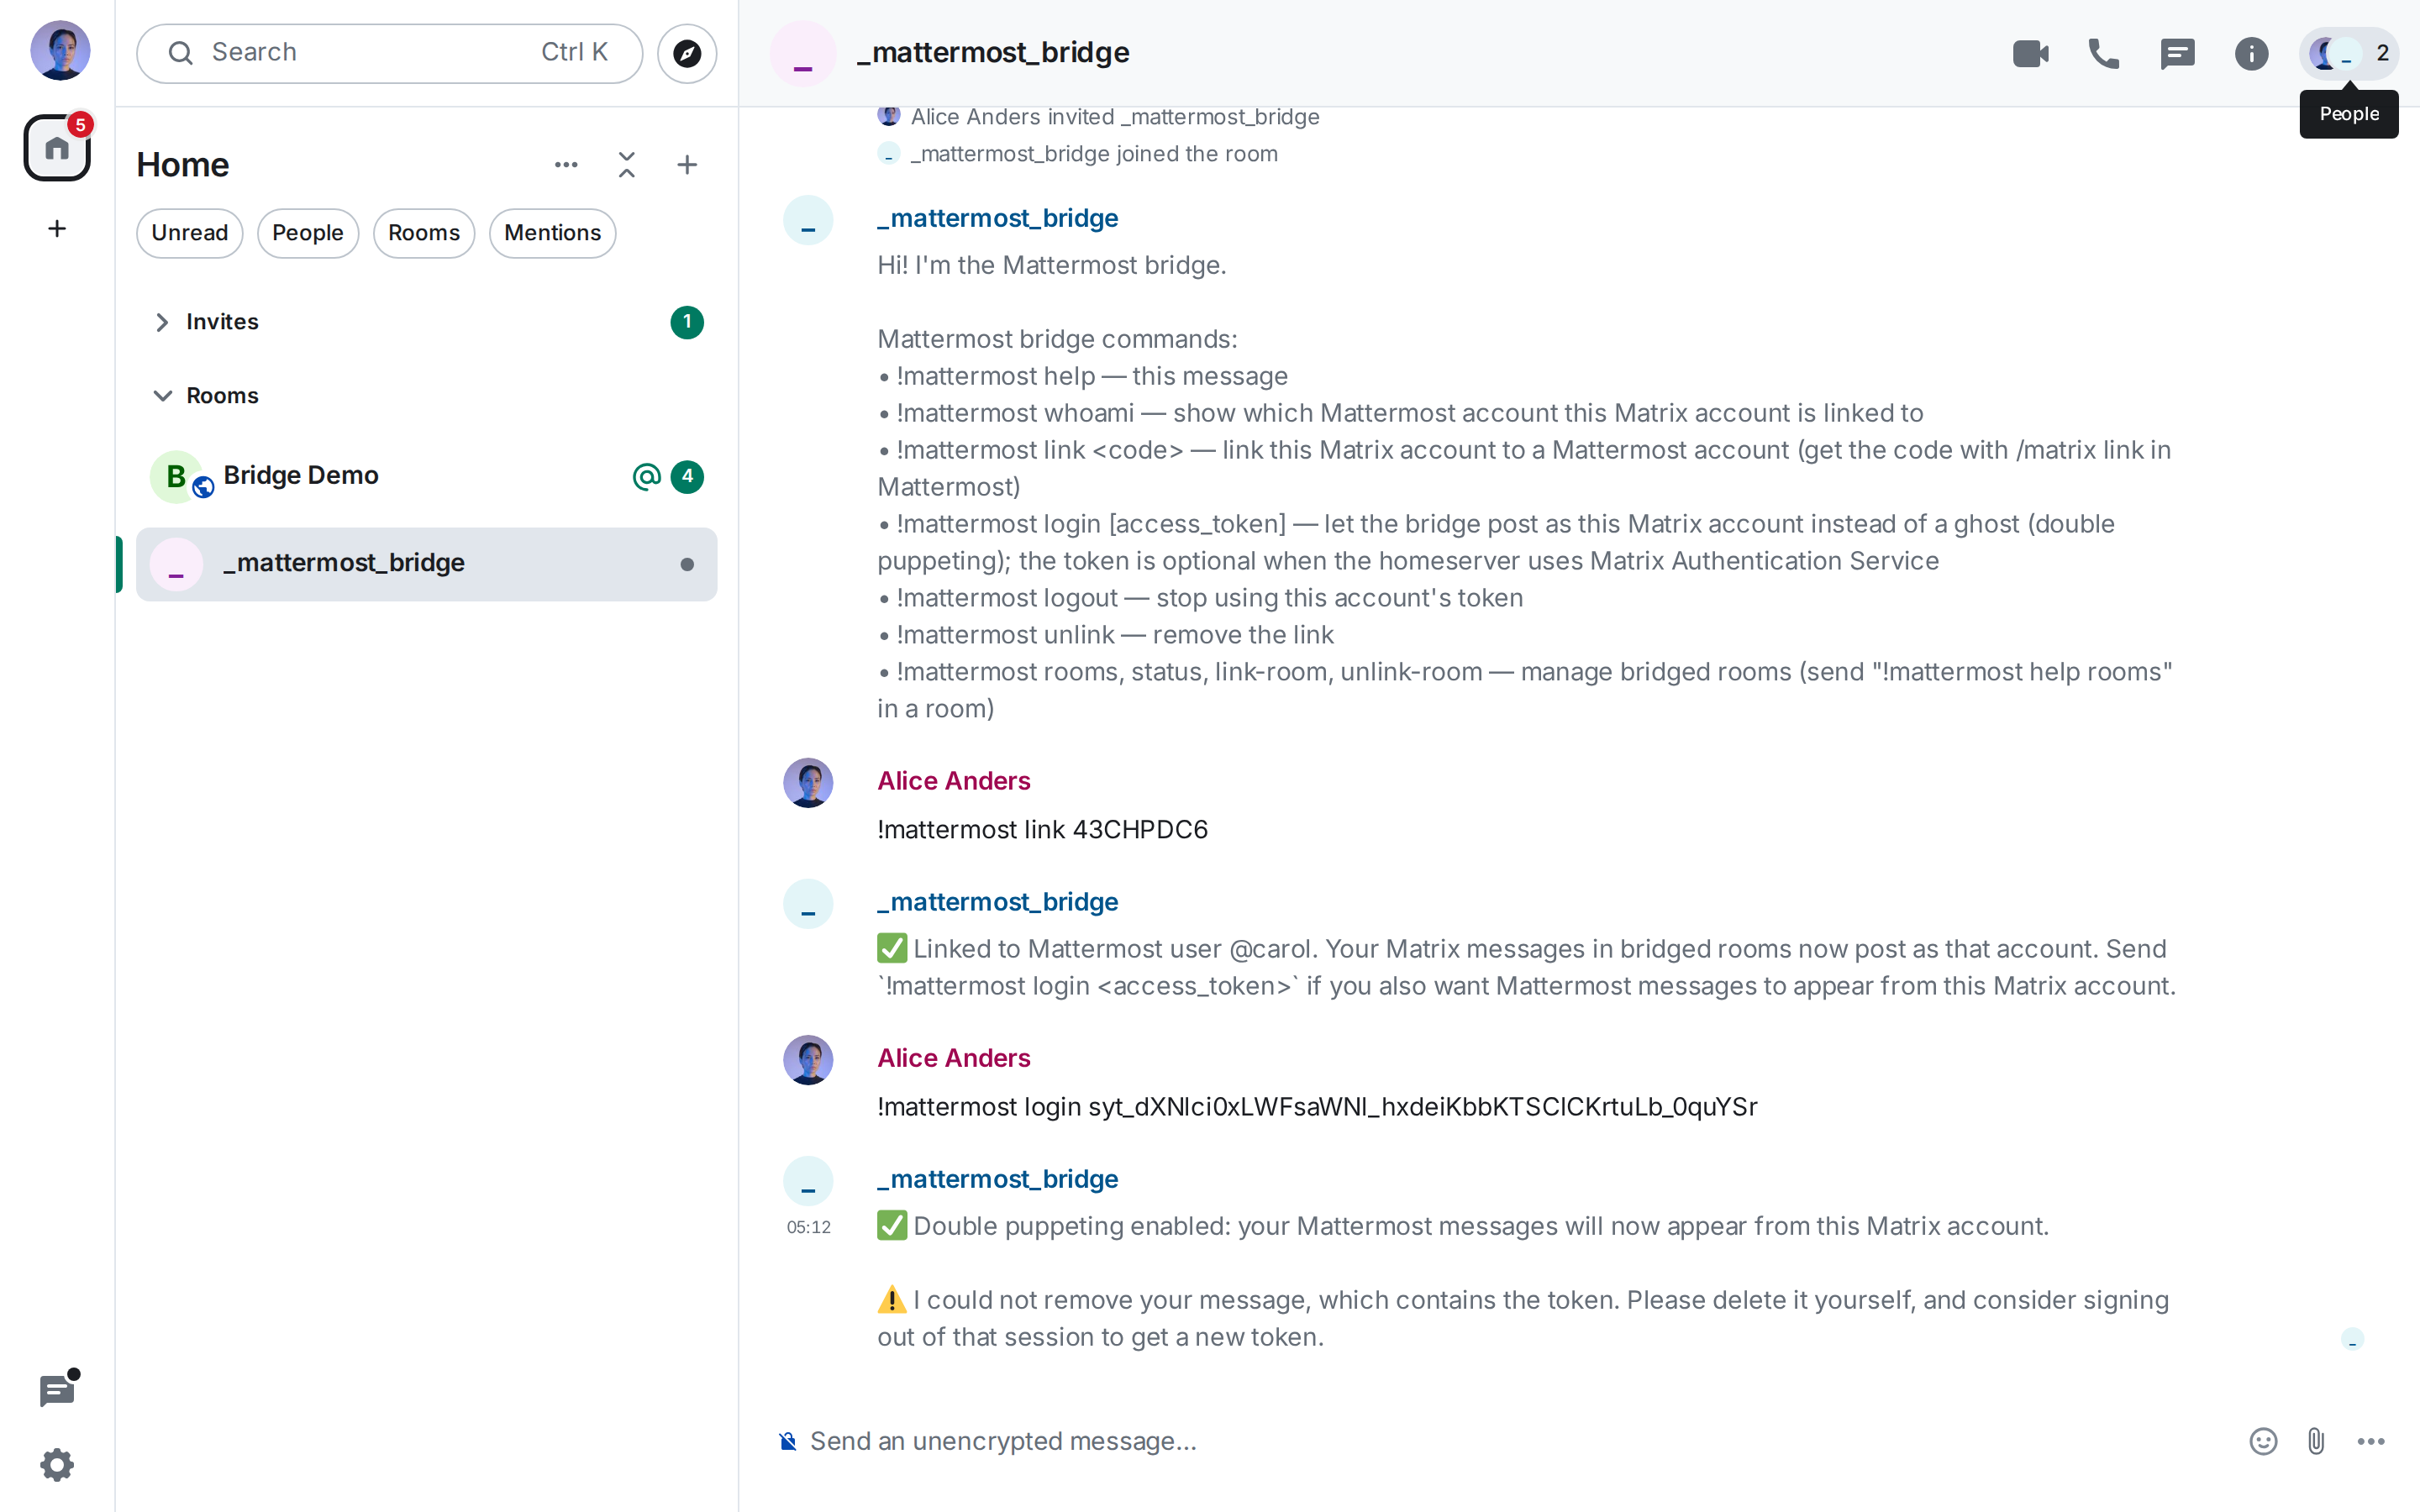 Search Ctrl K
_ _mattermost_bridge
_ 2
People
5
Home
Unread People Rooms Mentions
Invites 1
Rooms
B Bridge Demo @ 4
_ _mattermost_bridge
Alice Anders invited _mattermost_bridge
_ _mattermost_bridge joined the room
_ _mattermost_bridge
Hi! I'm the Mattermost bridge.
Mattermost bridge commands:
• !mattermost help — this message
• !mattermost whoami — show which Mattermost account this Matrix account is linked to
• !mattermost link <code> — link this Matrix account to a Mattermost account (get the code with /matrix link in
Mattermost)
• !mattermost login [access_token] — let the bridge post as this Matrix account instead of a ghost (double
puppeting); the token is optional when the homeserver uses Matrix Authentication Service
• !mattermost logout — stop using this account's token
• !mattermost unlink — remove the link
• !mattermost rooms, status, link-room, unlink-room — manage bridged rooms (send "!mattermost help rooms"
in a room)
Alice Anders
!mattermost link 43CHPDC6
_ _mattermost_bridge
✅ Linked to Mattermost user @carol. Your Matrix messages in bridged rooms now post as that account. Send
`!mattermost login <access_token>` if you also want Mattermost messages to appear from this Matrix account.
Alice Anders
!mattermost login syt_dXNlci0xLWFsaWNl_hxdeiKbbKTSClCKrtuLb_0quYSr
_ _mattermost_bridge
05:12 ✅ Double puppeting enabled: your Mattermost messages will now appear from this Matrix account.
⚠️ I could not remove your message, which contains the token. Please delete it yourself, and consider signing
out of that session to get a new token.
_
Send an unencrypted message…